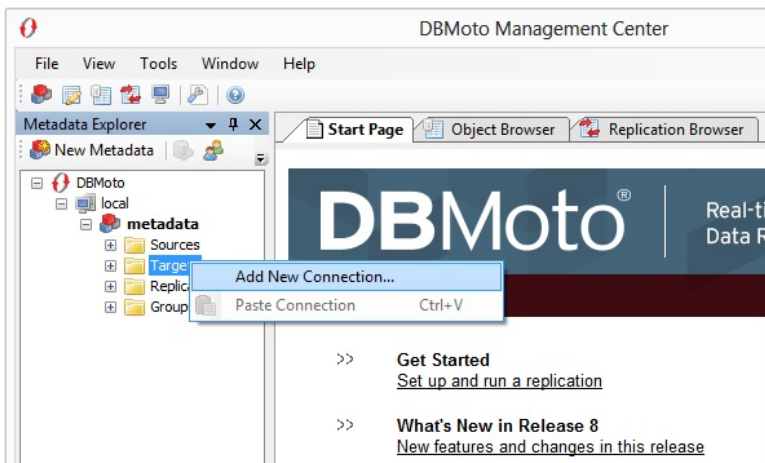 DBMoto Management Center
File View Tools Window Help
Metadata Explorer
Start Page Object Browser Replication Browser
New Metadata
DBMoto
local
metadata
Sources
Add New Connection...
Paste Connection Ctrl+V
DBMoto®
Data
>> Get Started
Set up and run a replication
>> What's New in Release 8
New features and changes in this release